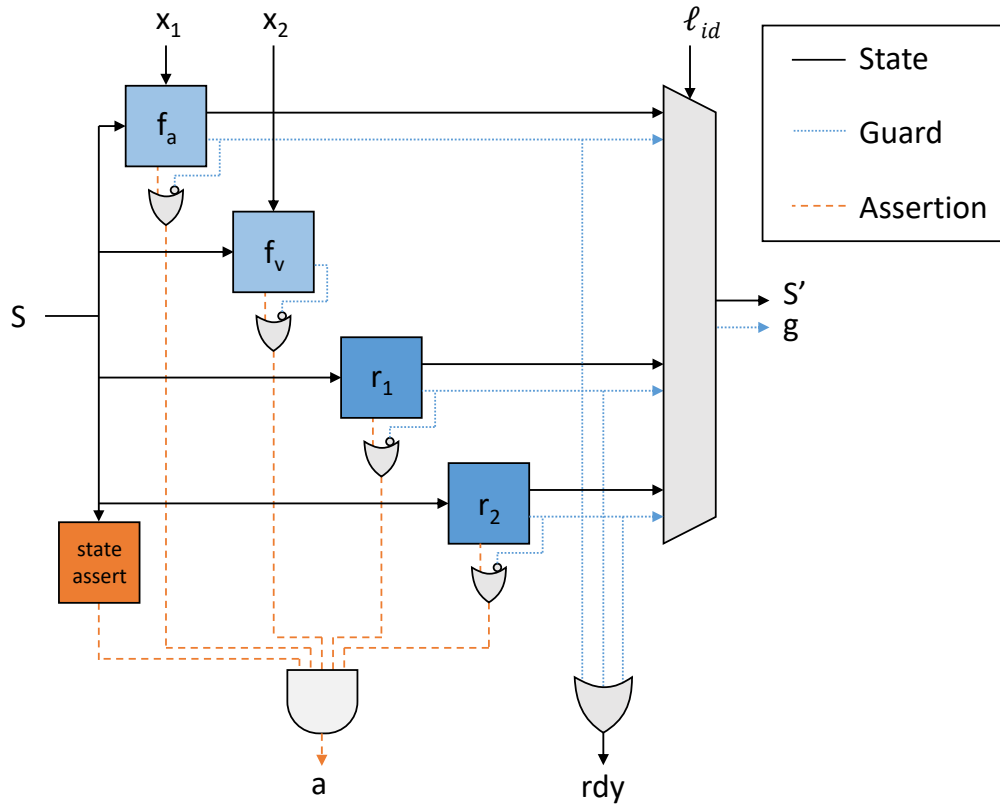 x1
x2
ℓid
State
Guard
Assertion
fa
fv
S
S’
g
r1
r2
state
assert
a
rdy